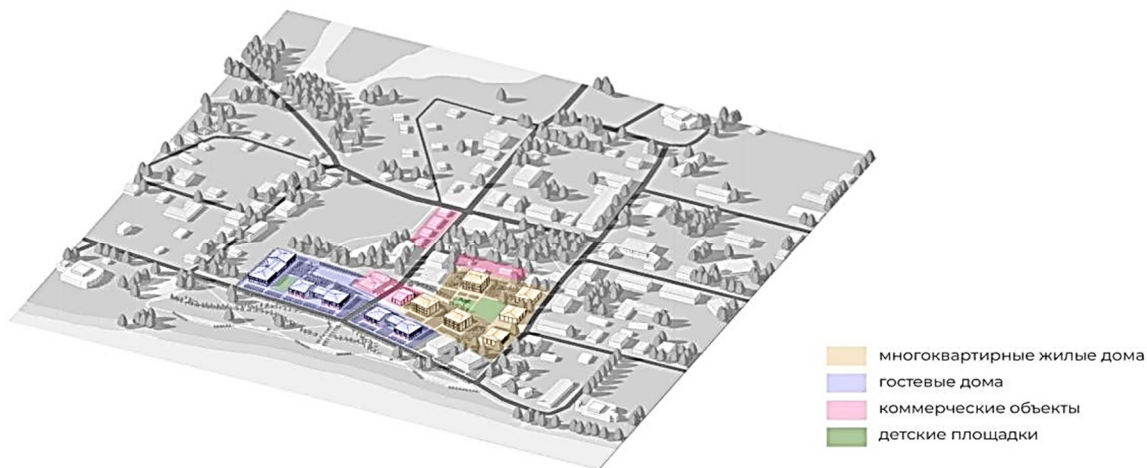 многоквартирные жилые дома
гостевые дома
коммерческие объекты
детские площадки